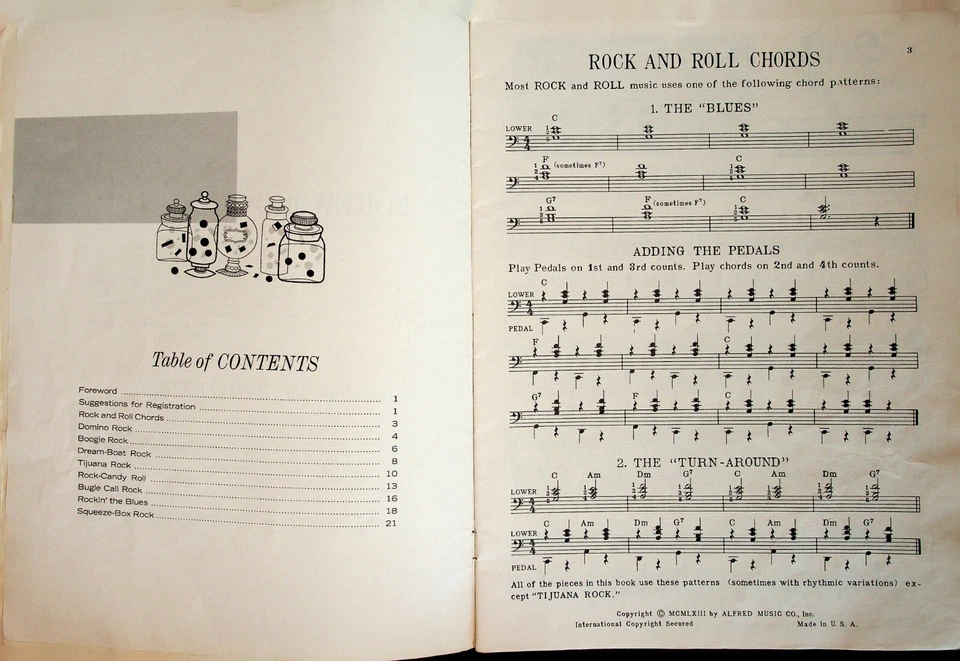 Table of CONTENTS
Foreword 1
Suggestions for Registration 1
Rock and Roll Chords 3
Domino Rock 4
Boogie Rock 6
Dream-Boat Rock 8
Tijuana Rock 10
Rock-Candy Roll 13
Bugle Call Rock 16
Rockin' the Blues 18
Squeeze-Box Rock 21
3
ROCK AND ROLL CHORDS
Most ROCK and ROLL music uses one of the following chord patterns:
1. THE "BLUES"
C
LOWER
F (sometimes F7) C
G7 F (sometimes F7) C
ADDING THE PEDALS
Play Pedals on 1st and 3rd counts. Play chords on 2nd and 4th counts.
C
LOWER
PEDAL
F C
G7 F C
2. THE "TURN-AROUND"
C Am Dm G7 C Am Dm G7
LOWER
C Am Dm G7 C Am Dm G7
LOWER
PEDAL
All of the pieces in this book use these patterns (sometimes with rhythmic variations) ex-
cept "TIJUANA ROCK."
Copyright © MCMLXIII by ALFRED MUSIC CO., Inc.
International Copyright Secured Made in U. S. A.